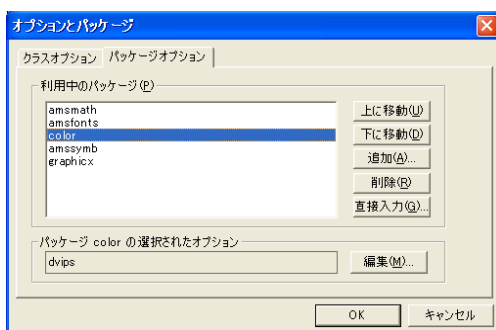 オプションとパッケージ
クラスオプション パッケージオプション
利用中のパッケージ(P)
amsmath
amsfonts
color
amssymb
graphicx
上に移動(U)
下に移動(D)
追加(A)...
削除(R)
直接入力(G)...
パッケージ color の選択されたオプション
dvips
編集(M)...
OK
キャンセル